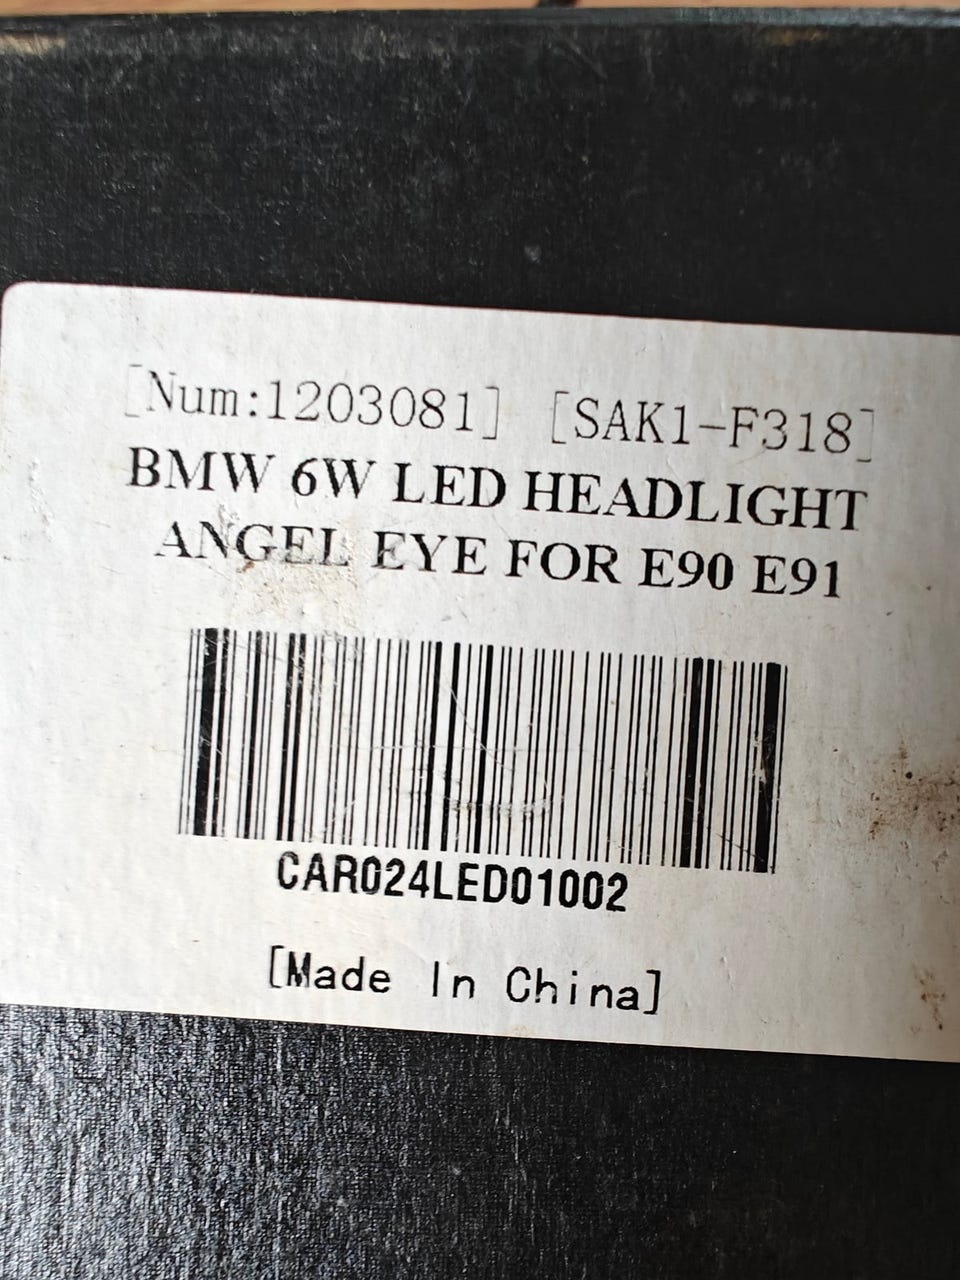 [Num:1203081] [SAK1-F318]
BMW 6W LED HEADLIGHT
ANGEL EYE FOR E90 E91
CAR024LED01002
[Made In China]